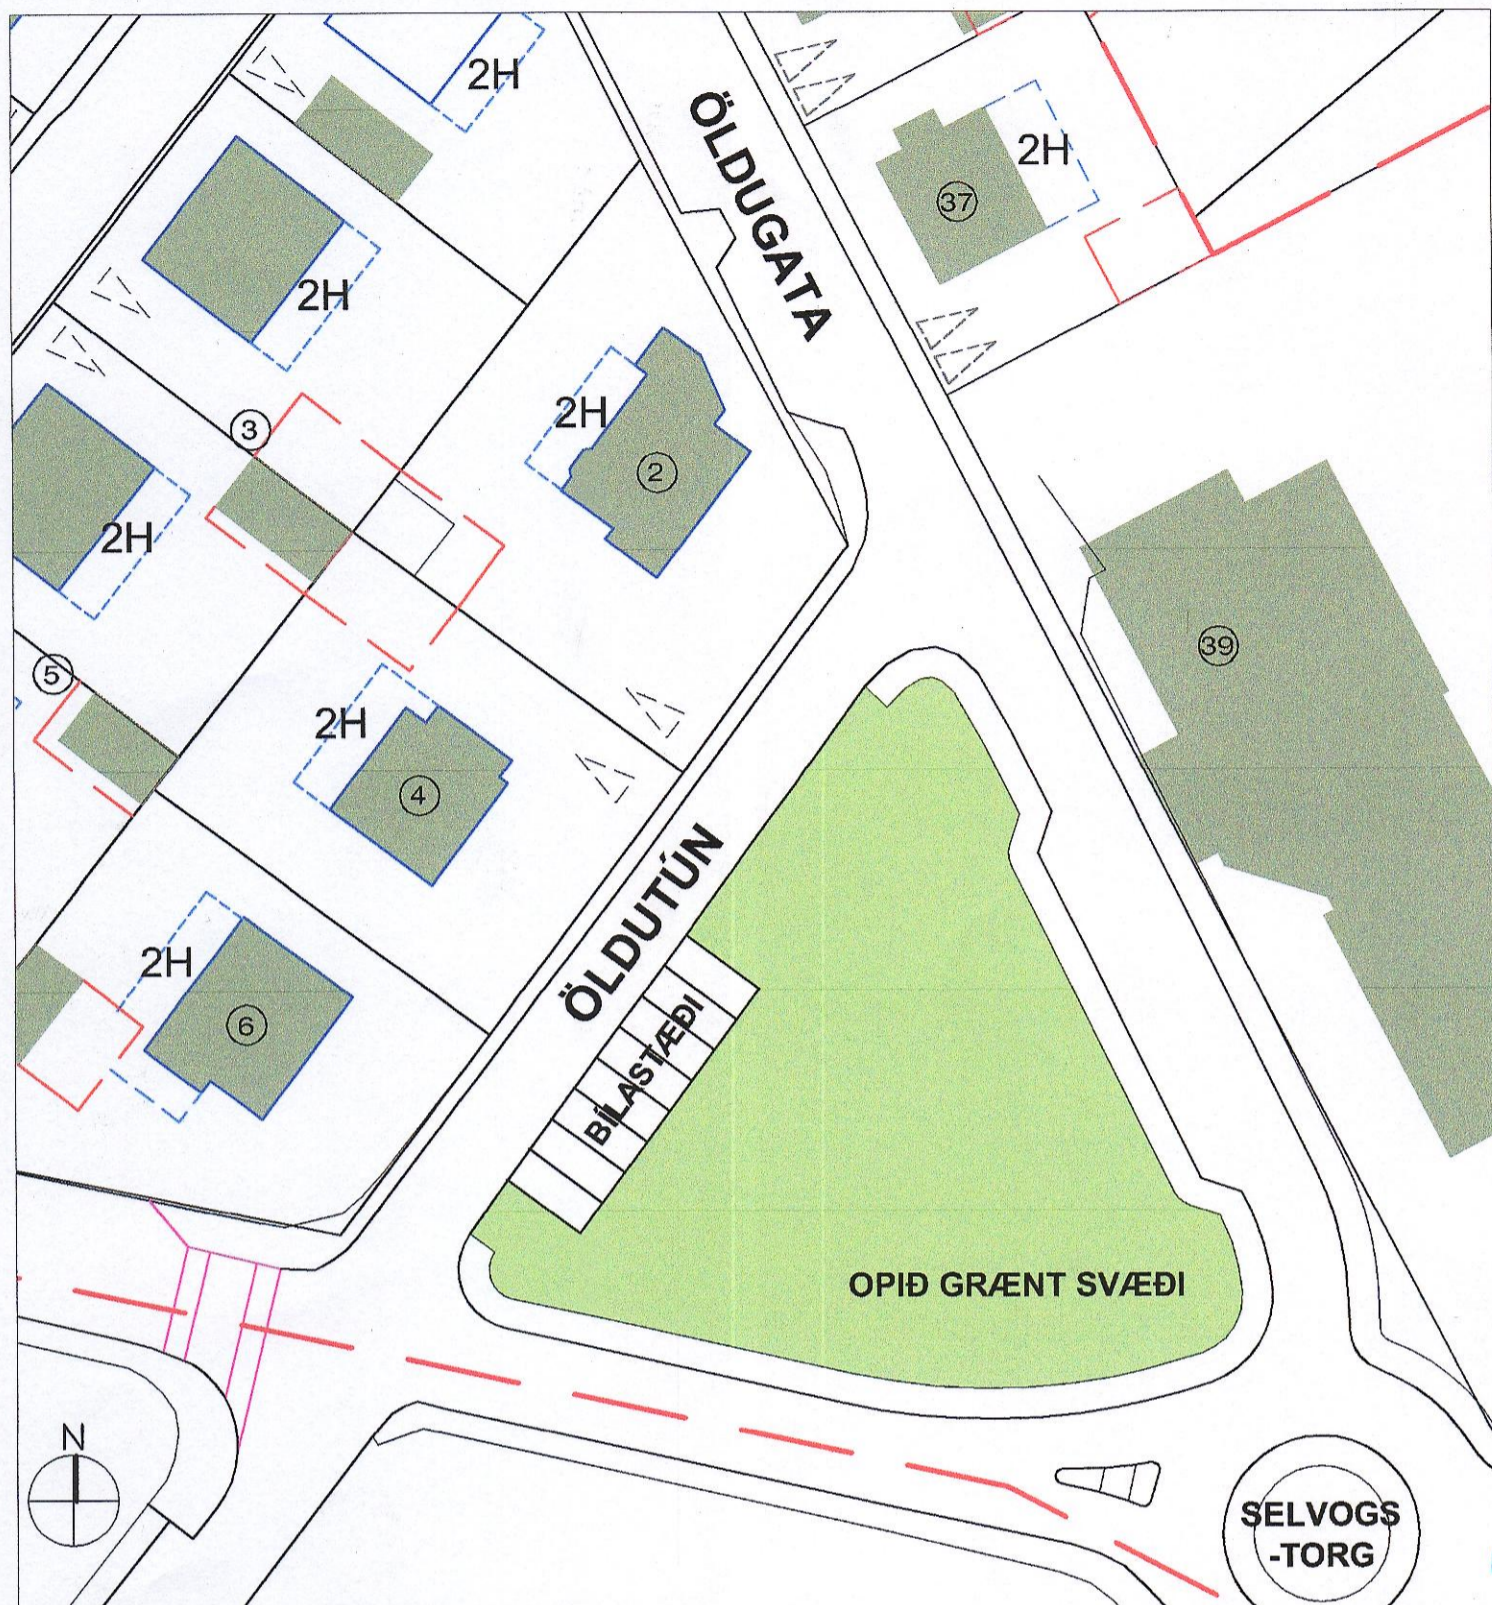 2H
ÖLDUGATA
2H
37
2H
2H
3
2
2H
39
5
2H
4
ÖLDUTÚN
2H
6
BÍLASTÆÐI
OPIÐ GRÆNT SVÆÐI
N
SELVOGS
-TORG